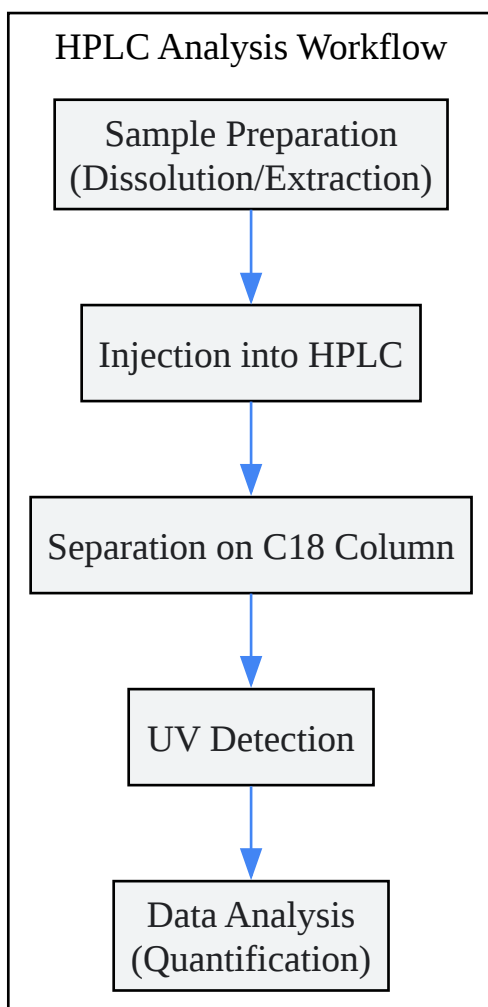 HPLC Analysis Workflow
Sample Preparation
(Dissolution/Extraction)
Injection into HPLC
Separation on C18 Column
UV Detection
Data Analysis
(Quantification)